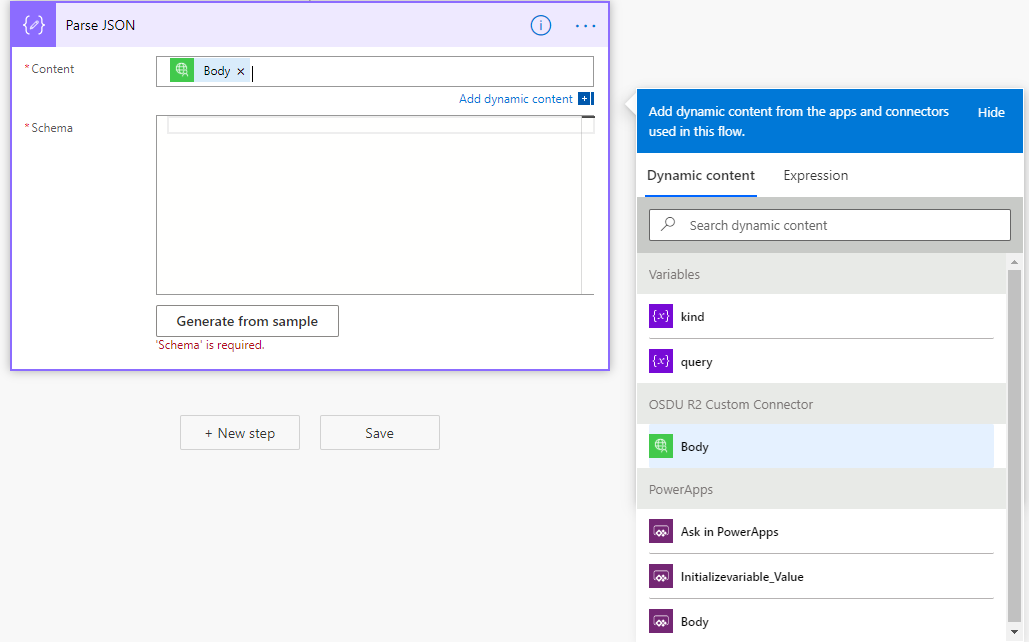 Parse JSON
*Content
Body ×
Add dynamic content
*Schema
Generate from sample
'Schema' is required.
+ New step
Save
Add dynamic content from the apps and connectors
used in this flow.
Hide
Dynamic content
Expression
Search dynamic content
Variables
{x} kind
{x} query
OSDU R2 Custom Connector
Body
PowerApps
Ask in PowerApps
Initializevariable_Value
Body